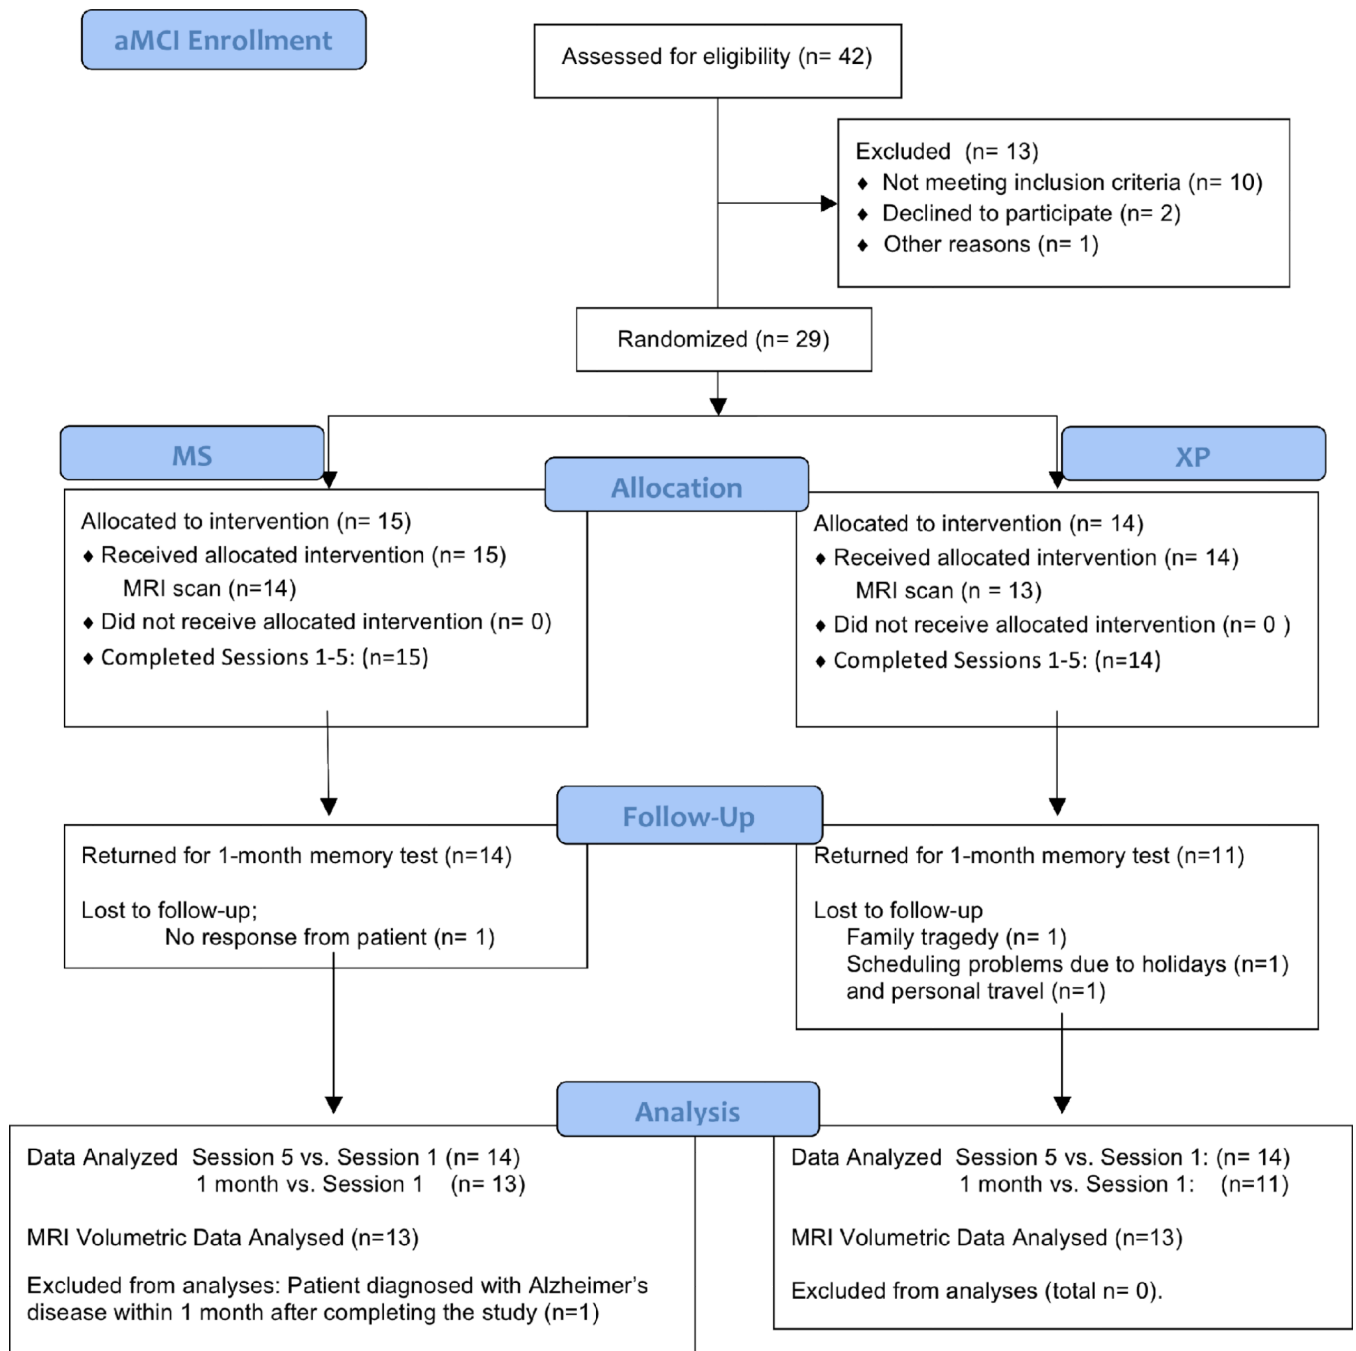 aMCI Enrollment
Assessed for eligibility (n= 42)
Excluded (n= 13)
♦ Not meeting inclusion criteria (n= 10)
♦ Declined to participate (n= 2)
♦ Other reasons (n= 1)
Randomized (n= 29)
MS
XP
Allocation
Allocated to intervention (n= 15)
♦ Received allocated intervention (n= 15)
MRI scan (n=14)
♦ Did not receive allocated intervention (n= 0)
♦ Completed Sessions 1-5: (n=15)
Allocated to intervention (n= 14)
♦ Received allocated intervention (n= 14)
MRI scan (n = 13)
♦ Did not receive allocated intervention (n= 0 )
♦ Completed Sessions 1-5: (n=14)
Follow-Up
Returned for 1-month memory test (n=14)
Lost to follow-up;
No response from patient (n= 1)
Returned for 1-month memory test (n=11)
Lost to follow-up
Family tragedy (n= 1)
Scheduling problems due to holidays (n=1)
and personal travel (n=1)
Analysis
Data Analyzed Session 5 vs. Session 1 (n= 14)
1 month vs. Session 1 (n= 13)
MRI Volumetric Data Analysed (n=13)
Excluded from analyses: Patient diagnosed with Alzheimer's
disease within 1 month after completing the study (n=1)
Data Analyzed Session 5 vs. Session 1: (n= 14)
1 month vs. Session 1: (n=11)
MRI Volumetric Data Analysed (n=13)
Excluded from analyses (total n= 0).